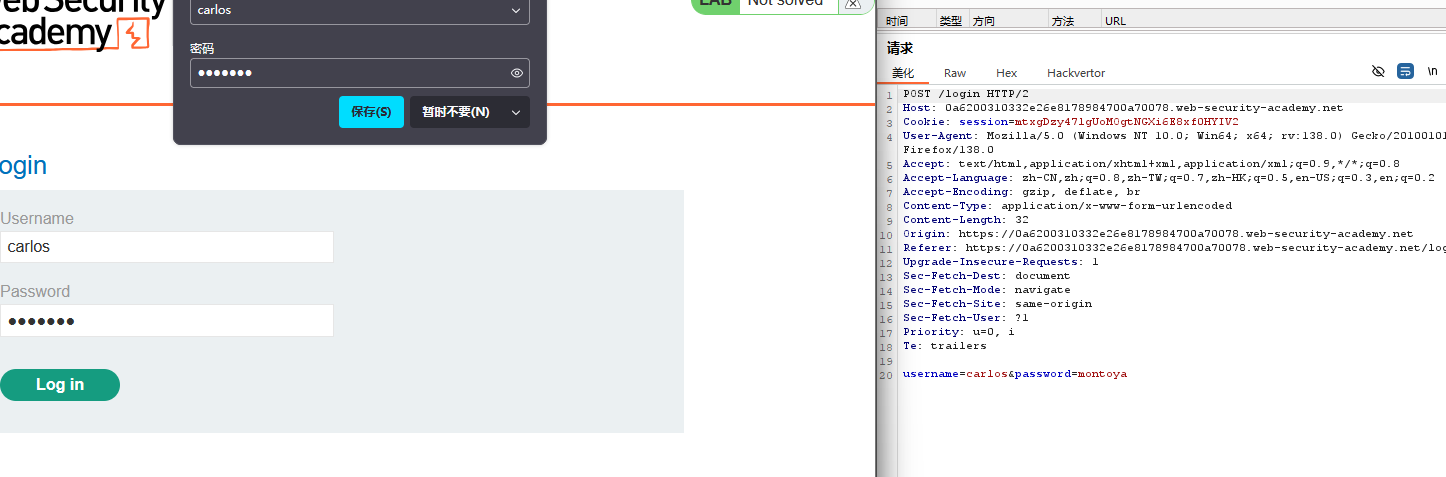 carlos
LAB Not solved
eb Security
cademy
密码
●●●●●●●
保存(S) 暂时不要(N)
ogin
Username
carlos
Password
●●●●●●●
Log in
时间 类型 方向 方法 URL
请求
美化 Raw Hex Hackvertor \n
1 POST /login HTTP/2
2 Host: 0a6200310332e26e8178984700a70078.web-security-academy.net
3 Cookie: session=mtxgDzy471gUoMOgtNGXi6E8xf0HYIV2
4 User-Agent: Mozilla/5.0 (Windows NT 10.0; Win64; x64; rv:138.0) Gecko/20100101
Firefox/138.0
5 Accept: text/html,application/xhtml+xml,application/xml;q=0.9,*/*;q=0.8
6 Accept-Language: zh-CN,zh;q=0.8,zh-TW;q=0.7,zh-HK;q=0.5,en-US;q=0.3,en;q=0.2
7 Accept-Encoding: gzip, deflate, br
8 Content-Type: application/x-www-form-urlencoded
9 Content-Length: 32
10 Origin: https://0a6200310332e26e8178984700a70078.web-security-academy.net
11 Referer: https://0a6200310332e26e8178984700a70078.web-security-academy.net/log
12 Upgrade-Insecure-Requests: 1
13 Sec-Fetch-Dest: document
14 Sec-Fetch-Mode: navigate
15 Sec-Fetch-Site: same-origin
16 Sec-Fetch-User: ?1
17 Priority: u=0, i
18 Te: trailers
19
20 username=carlos&password=montoya